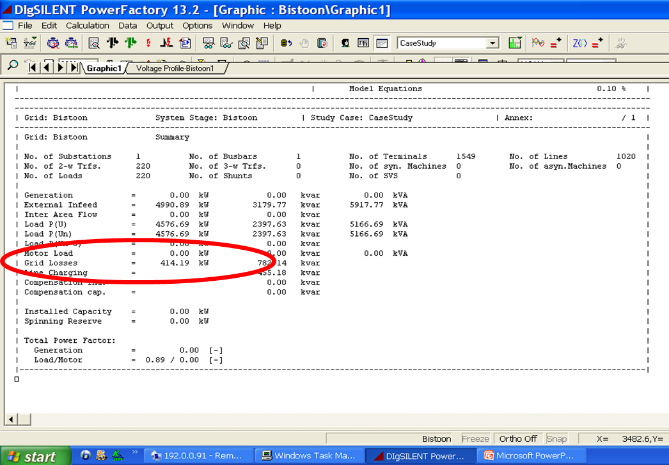 DIgSILENT PowerFactory 13.2 - [Graphic : Bistoon\Graphic1]
File Edit Calculation Data Output Options Window Help
CaseStudy
Graphic1 Voltage Profile-Bistoon1
Model Equations 0.10 %
Grid: Bistoon System Stage: Bistoon Study Case: CaseStudy Annex: / 1
Grid: Bistoon Summary
No. of Substations 1 No. of Busbars 1 No. of Terminals 1549 No. of Lines 1020
No. of 2-w Trfs. 220 No. of 3-w Trfs. 0 No. of syn. Machines 0 No. of asyn.Machines 0
No. of Loads 220 No. of Shunts 0 No. of SVS 0
Generation = 0.00 kW 0.00 kvar 0.00 kVA
External Infeed = 4990.89 kW 3179.77 kvar 5917.77 kVA
Inter Area Flow = 0.00 kW 0.00 kvar
Load P(U) = 4576.69 kW 2397.63 kvar 5166.69 kVA
Load P(Un) = 4576.69 kW 2397.63 kvar 5166.69 kVA
= 0.00 kW 0.00 kvar
Motor Load = 0.00 kW 0.00 kvar 0.00 kVA
Grid Losses = 414.19 kW kvar
Line Charging = kvar
Compensation = 0.00 kvar
Compensation cap. = 0.00 kvar
Installed Capacity = 0.00 kW
Spinning Reserve = 0.00 kW
Total Power Factor:
Generation = 0.00 [-]
Load/Motor = 0.89 / 0.00 [-]
Bistoon Freeze Ortho Off Snap X= 3482.6,Y=
start 192.0.0.91 - Rem... Windows Task Ma... DIgSILENT Power... Microsoft PowerP...